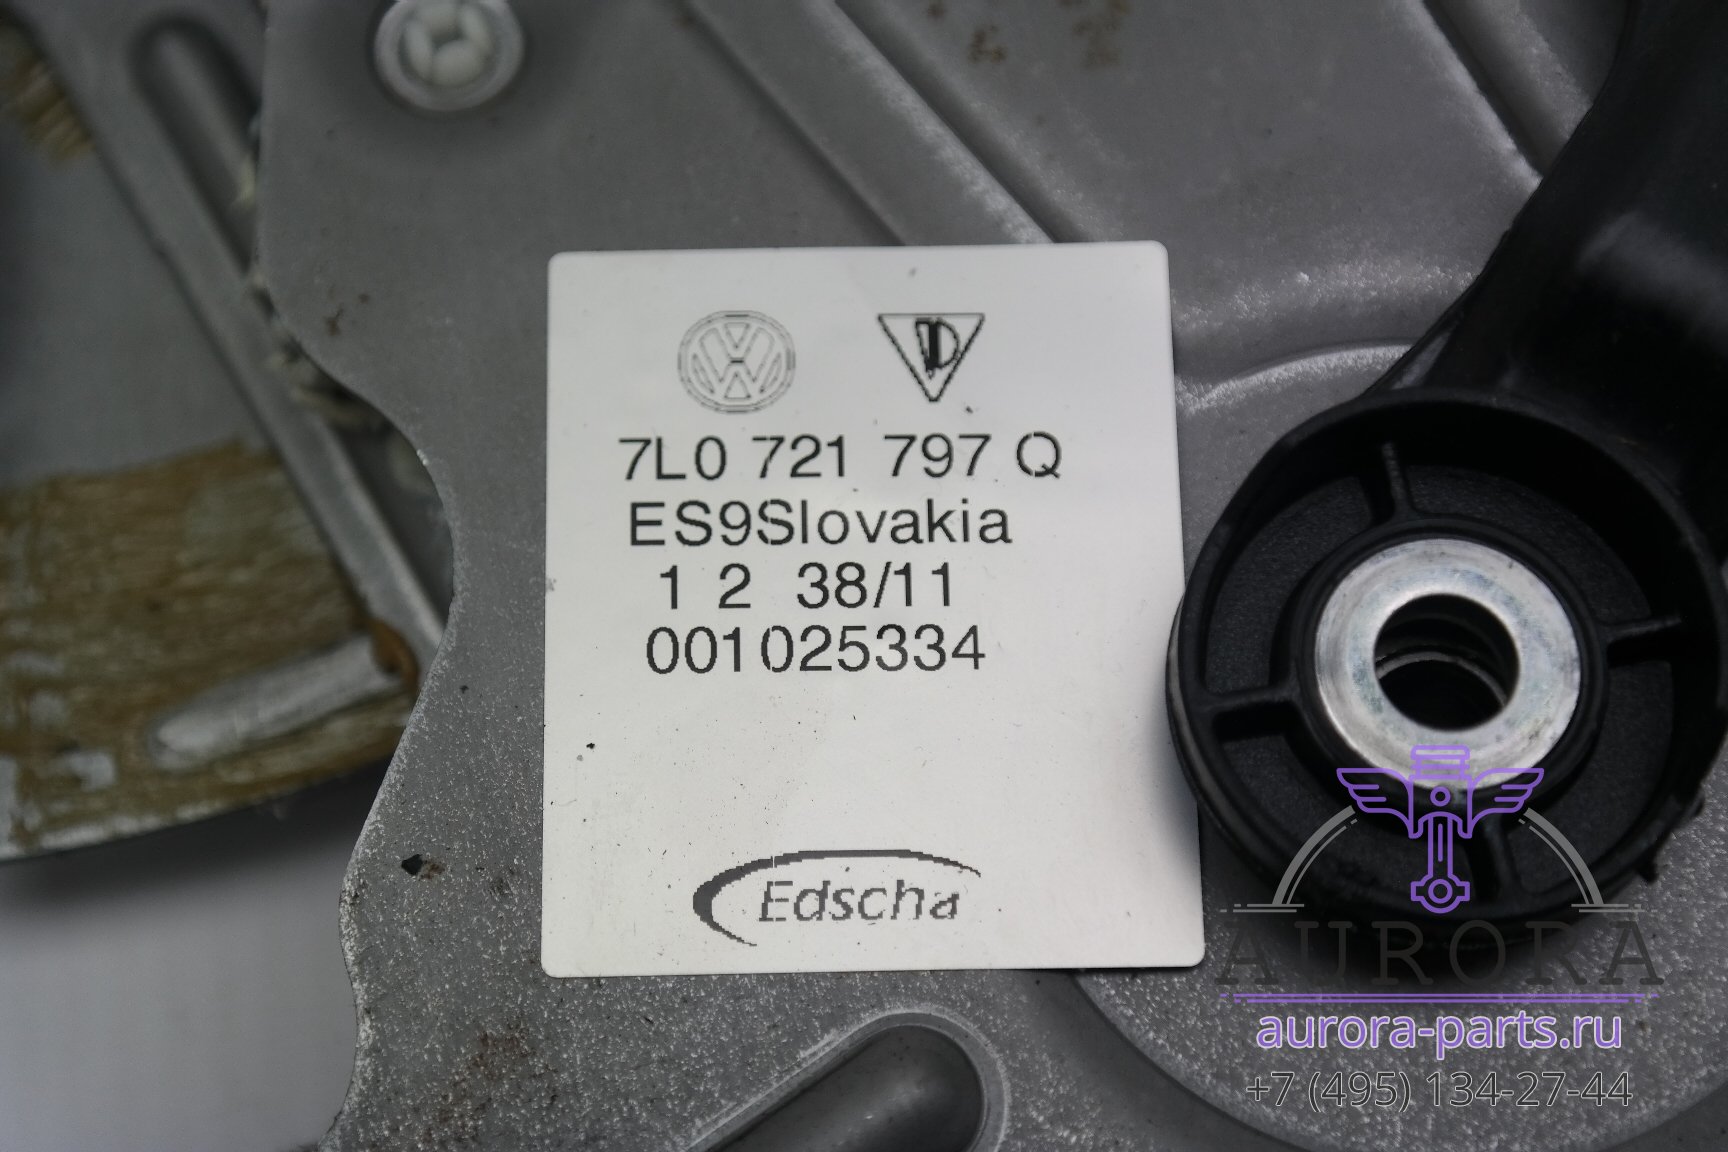 7L0 721 797 Q
ES9Slovakia
1 2 38/11
001025334
Edscha
AURORA
aurora-parts.ru
+7 (495) 134-27-44